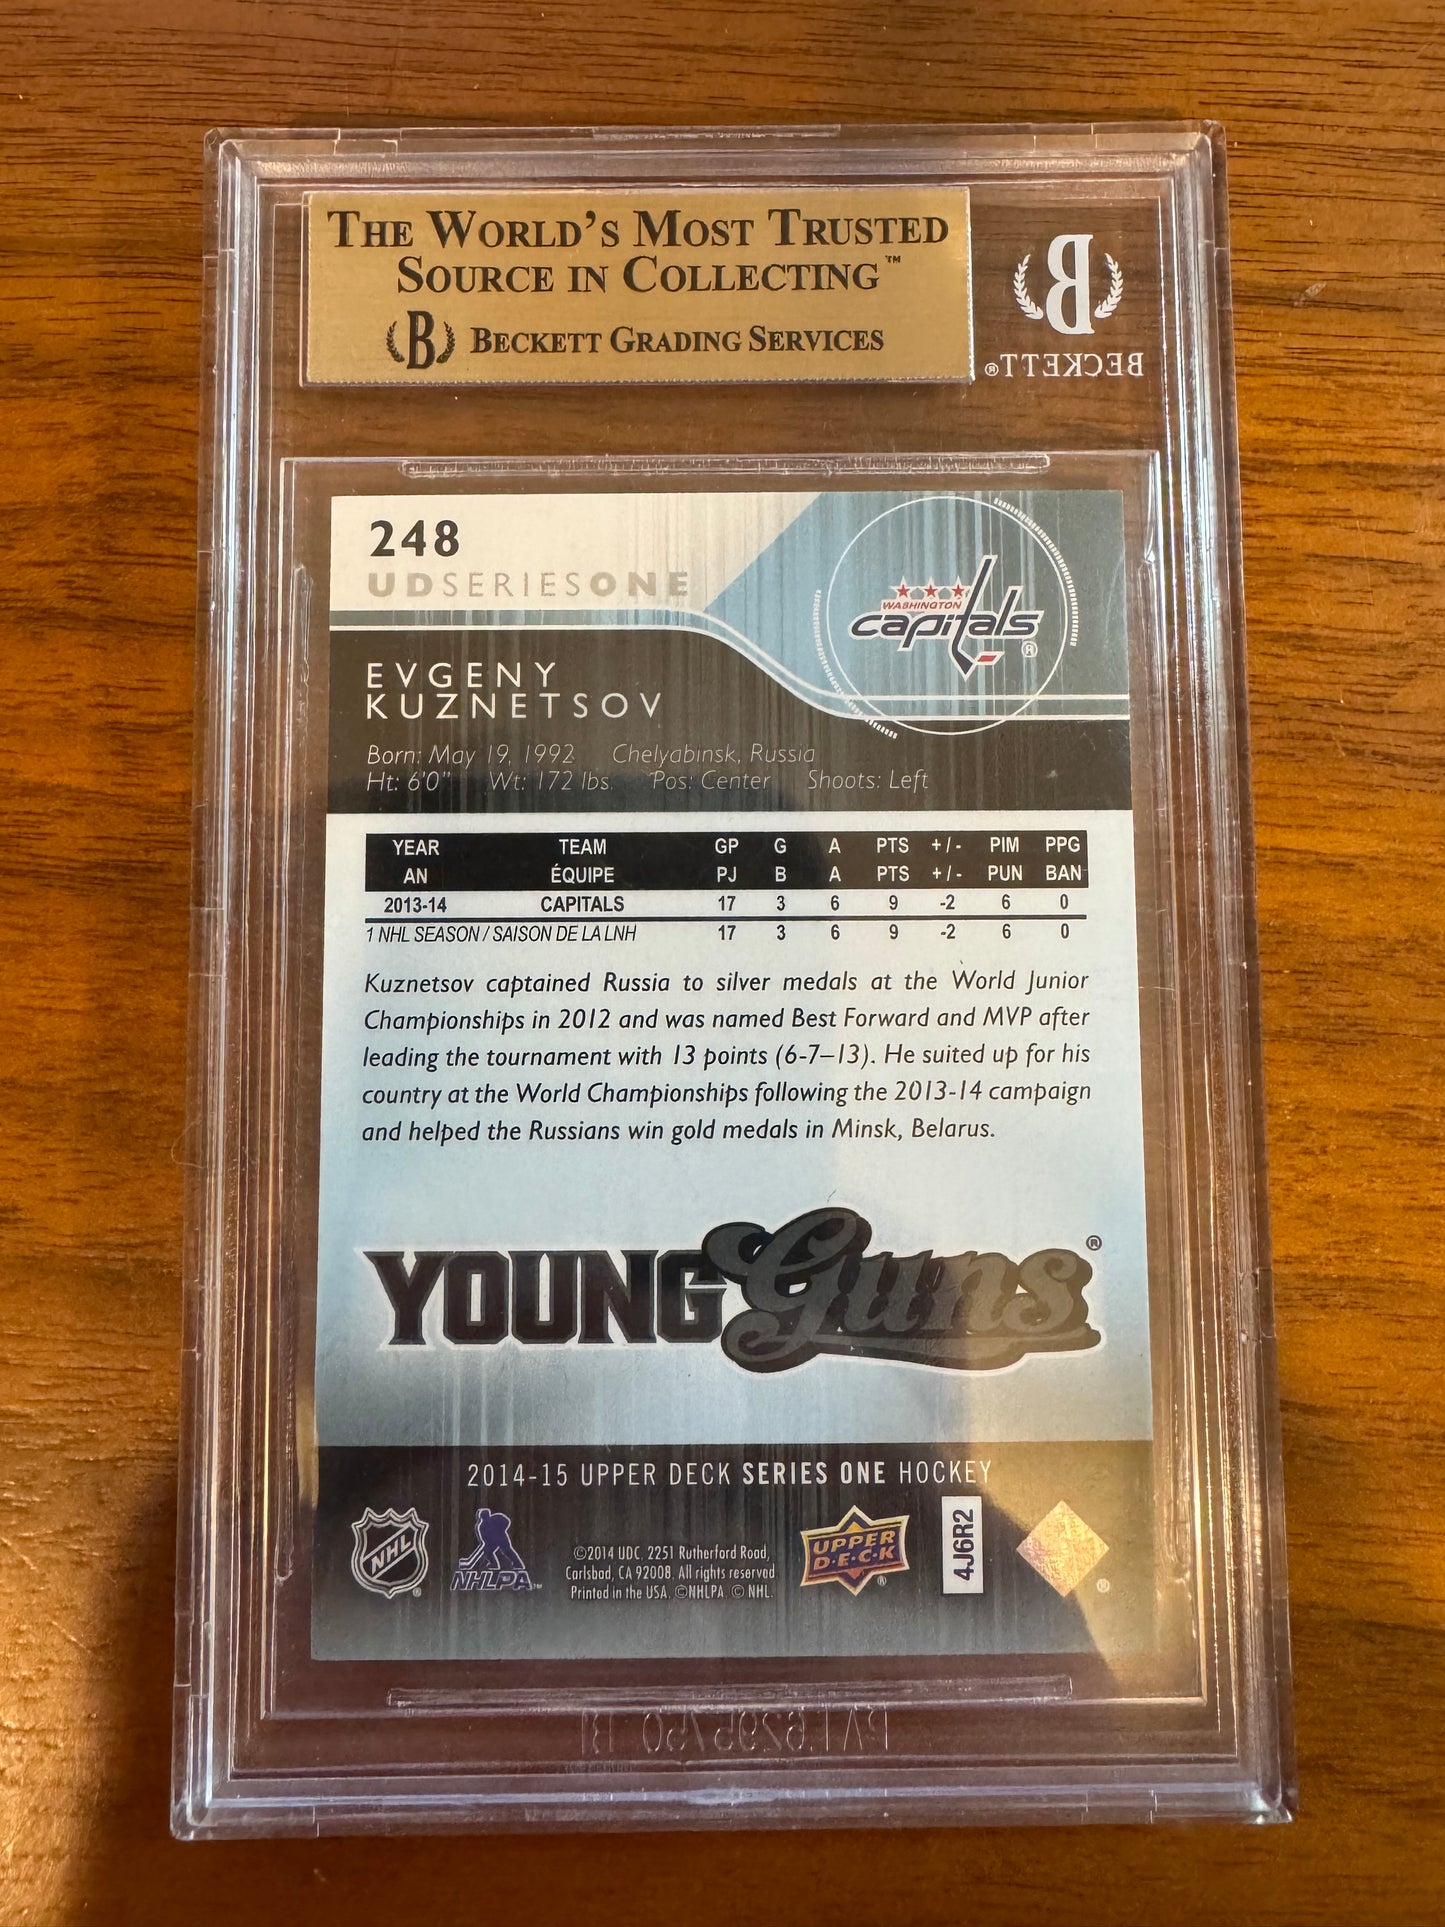 THE WORLD'S MOST TRUSTED
SOURCE IN COLLECTING™
B BECKETT GRADING SERVICES
B
BECKETT®
248
UDSERIESONE
WASHINGTON
capitals®
EVGENY
KUZNETSOV
Born: May 19, 1992 Chelyabinsk, Russia
Ht: 6'0" Wt: 172 lbs. Pos: Center Shoots: Left
YEAR TEAM GP G A PTS +/- PIM PPG
AN ÉQUIPE PJ B A PTS +/- PUN BAN
2013-14 CAPITALS 17 3 6 9 -2 6 0
1 NHL SEASON / SAISON DE LA LNH 17 3 6 9 -2 6 0
Kuznetsov captained Russia to silver medals at the World Junior
Championships in 2012 and was named Best Forward and MVP after
leading the tournament with 13 points (6-7–13). He suited up for his
country at the World Championships following the 2013-14 campaign
and helped the Russians win gold medals in Minsk, Belarus.
YOUNG Guns®
2014-15 UPPER DECK SERIES ONE HOCKEY
NHL®
NHLPA™
©2014 UDC, 2251 Rutherford Road,
Carlsbad, CA 92008. All rights reserved
Printed in the USA. ©NHLPA. © NHL.
UPPER
D·E·C·K®
4J6R2
®